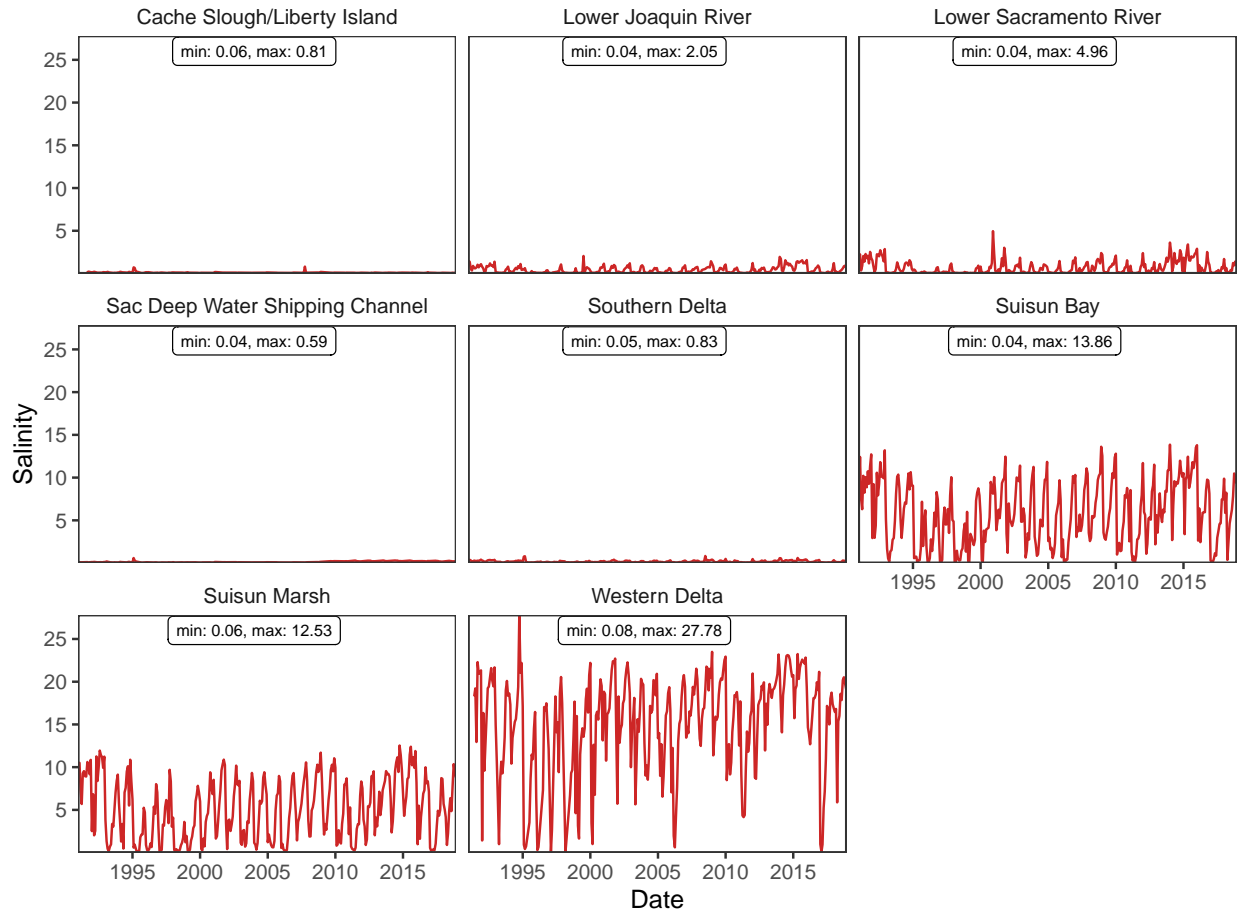 Cache Slough/Liberty Island
Lower Joaquin River
Lower Sacramento River
min: 0.06, max: 0.81
min: 0.04, max: 2.05
min: 0.04, max: 4.96
25
20
15
10
5
Sac Deep Water Shipping Channel
Southern Delta
Suisun Bay
min: 0.04, max: 0.59
min: 0.05, max: 0.83
min: 0.04, max: 13.86
25
20
15
10
5
Salinity
1995 2000 2005 2010 2015
Suisun Marsh
Western Delta
min: 0.06, max: 12.53
min: 0.08, max: 27.78
25
20
15
10
5
1995 2000 2005 2010 2015
1995 2000 2005 2010 2015
Date